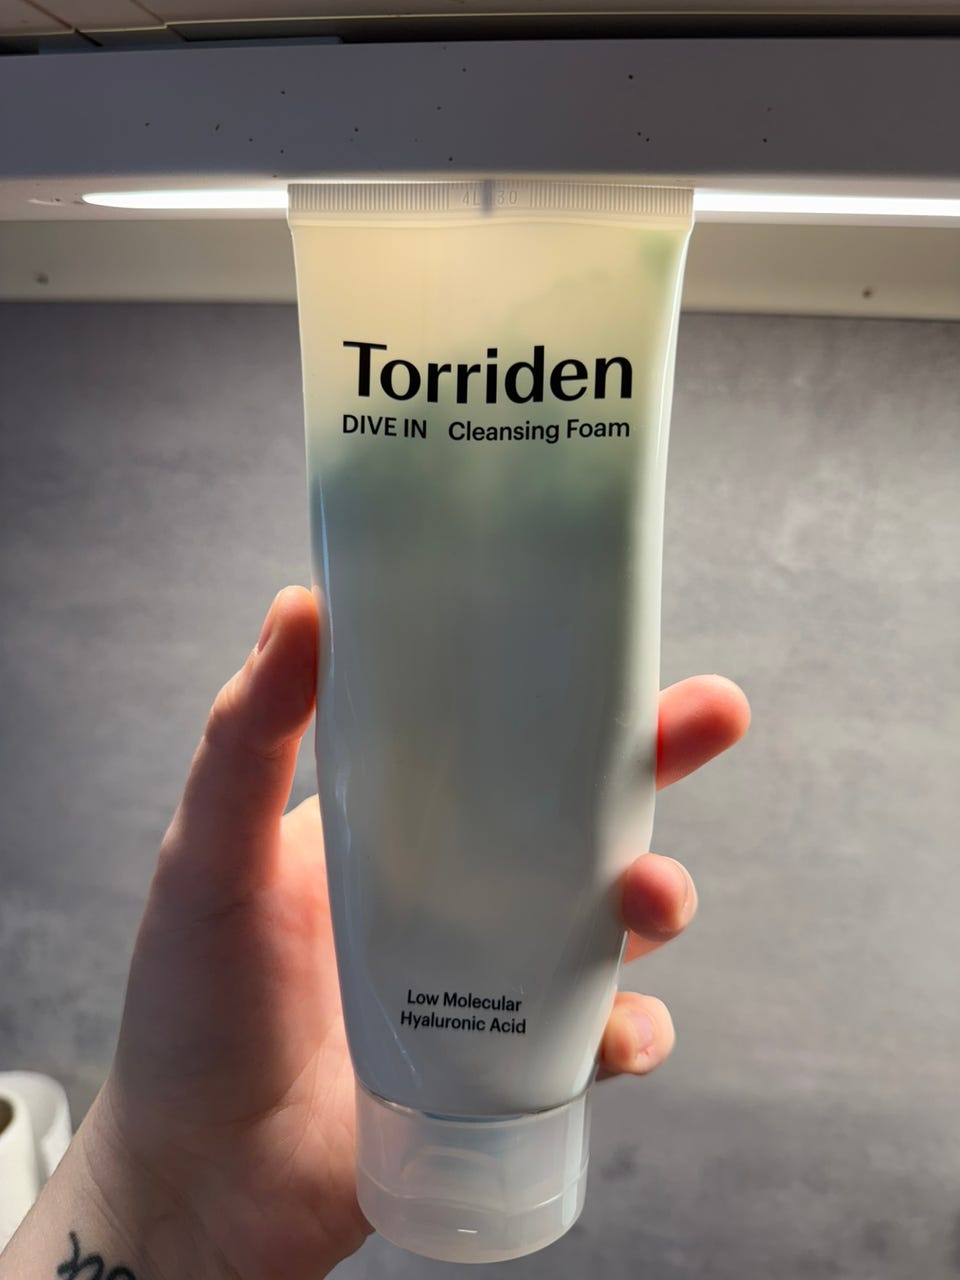 Torriden
DIVE IN Cleansing Foam
Low Molecular
Hyaluronic Acid